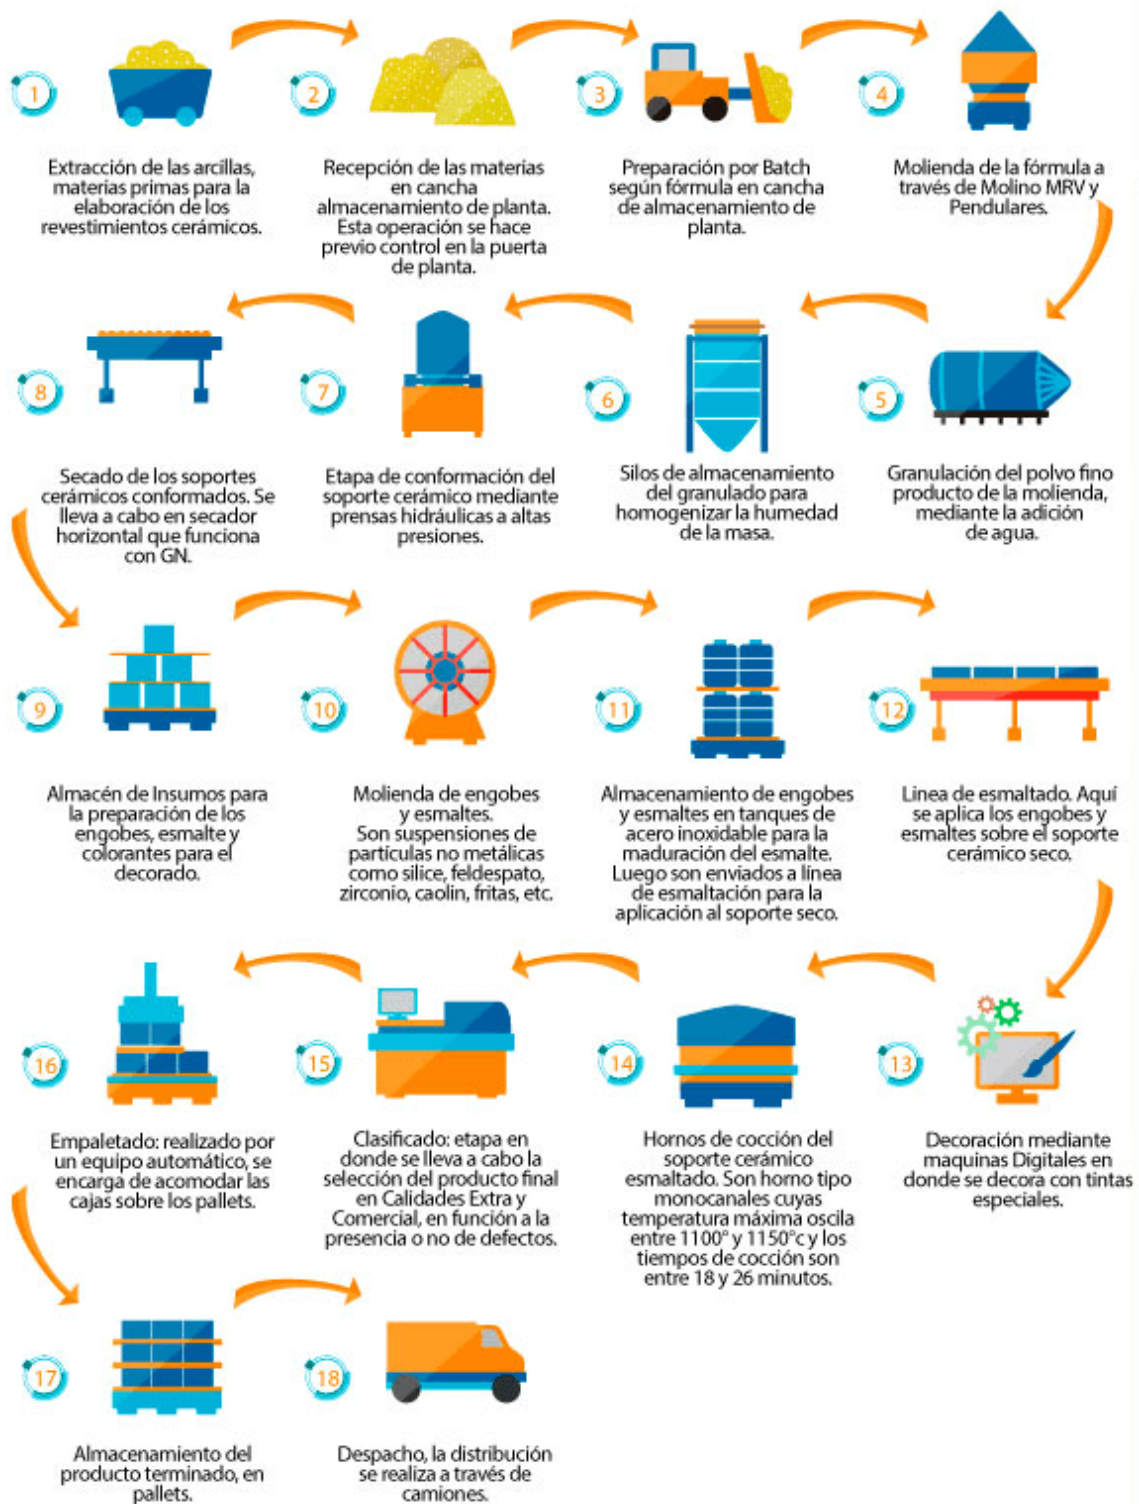 1
Extracción de las arcillas,
materias primas para la
elaboración de los
revestimientos cerámicos.
2
Recepción de las materias
en cancha
almacenamiento de planta.
Esta operación se hace
previo control en la puerta
de planta.
3
Preparación por Batch
según fórmula en cancha
de almacenamiento de
planta.
4
Molienda de la fórmula a
través de Molino MRV y
Pendulares.
5
Granulación del polvo fino
producto de la molienda,
mediante la adición
de agua.
6
Silos de almacenamiento
del granulado para
homogenizar la humedad
de la masa.
7
Etapa de conformación del
soporte cerámico mediante
prensas hidráulicas a altas
presiones.
8
Secado de los soportes
cerámicos conformados. Se
lleva a cabo en secador
horizontal que funciona
con GN.
9
Almacén de Insumos para
la preparación de los
engobes, esmalte y
colorantes para el
decorado.
10
Molienda de engobes
y esmaltes.
Son suspensiones de
partículas no metálicas
como silice, feldespato,
zirconio, caolin, fritas, etc.
11
Almacenamiento de engobes
y esmaltes en tanques de
acero inoxidable para la
maduración del esmalte.
Luego son enviados a línea
de esmaltación para la
aplicación al soporte seco.
12
Linea de esmaltado. Aquí
se aplica los engobes y
esmaltes sobre el soporte
cerámico seco.
13
Decoración mediante
maquinas Digitales en
donde se decora con tintas
especiales.
14
Hornos de cocción del
soporte cerámico
esmaltado. Son horno tipo
monocanales cuyas
temperatura máxima oscila
entre 1100° y 1150°c y los
tiempos de cocción son
entre 18 y 26 minutos.
15
Clasificado: etapa en
donde se lleva a cabo la
selección del producto final
en Calidades Extra y
Comercial, en función a la
presencia o no de defectos.
16
Empaletado: realizado por
un equipo automático, se
encarga de acomodar las
cajas sobre los pallets.
17
Almacenamiento del
producto terminado, en
pallets.
18
Despacho, la distribución
se realiza a través de
camiones.